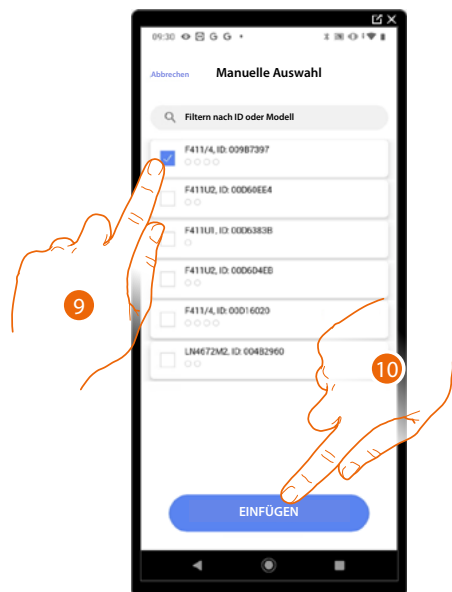 09:30 G G
Abbrechen Manuelle Auswahl
Filtern nach ID oder Modell
F411/4, ID: 009B7397
F411U2, ID: 00D60EE4
F411U1, ID: 00D6383B
F411U2, ID: 00D6D4EB
F411/4, ID: 00D16020
LN4672M2, ID: 004B2960
9
10
EINFÜGEN